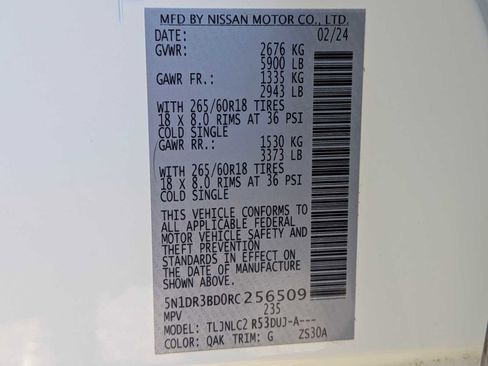 MFD BY NISSAN MOTOR CO., LTD.
DATE: 02/24
GVWR: 2676 KG
5900 LB
GAWR FR.: 1335 KG
2943 LB
WITH 265/60R18 TIRES
18 X 8.0 RIMS AT 36 PSI
COLD SINGLE
GAWR RR.: 1530 KG
3373 LB
WITH 265/60R18 TIRES
18 X 8.0 RIMS AT 36 PSI
COLD SINGLE
THIS VEHICLE CONFORMS TO
ALL APPLICABLE FEDERAL
MOTOR VEHICLE SAFETY AND
THEFT PREVENTION
STANDARDS IN EFFECT ON
THE DATE OF MANUFACTURE
SHOWN ABOVE.
5N1DR3BD0RC256509
MPV 235
MODEL: TLJNLC2 R53DUJ-A---
COLOR: QAK TRIM: G ZS30A